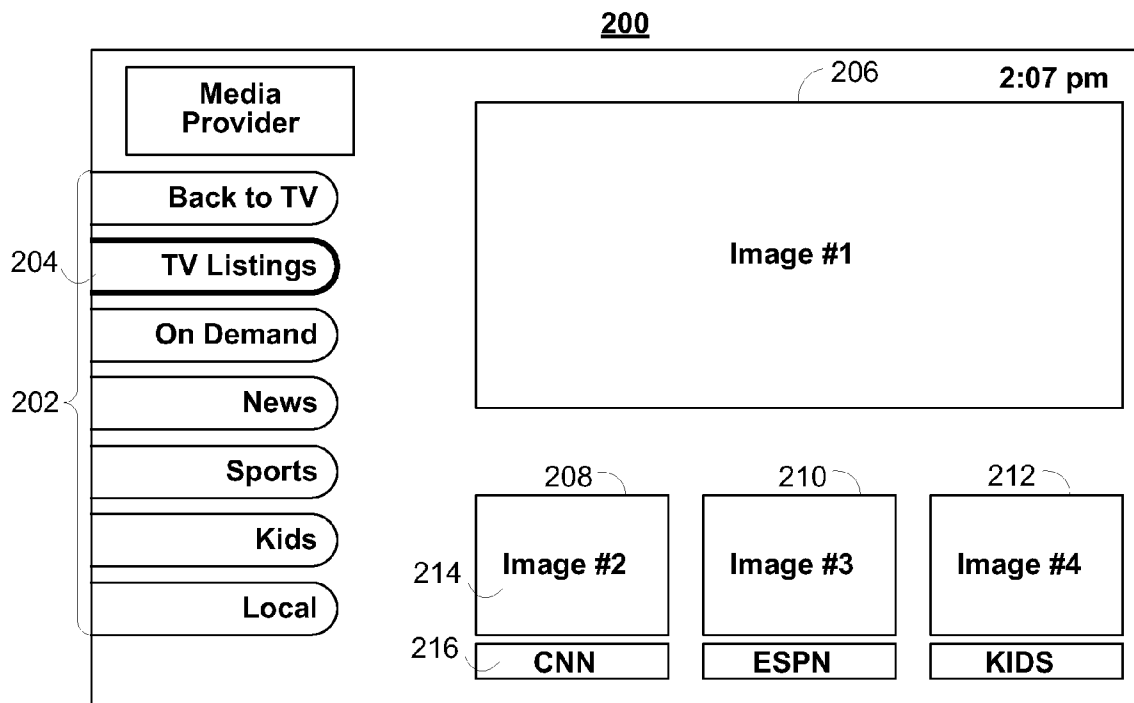 200
206
2:07 pm
Media
Provider
Back to TV
204
TV Listings
Image #1
On Demand
202
News
Sports
208
210
212
Kids
214
Image #2
Image #3
Image #4
Local
216
CNN
ESPN
KIDS